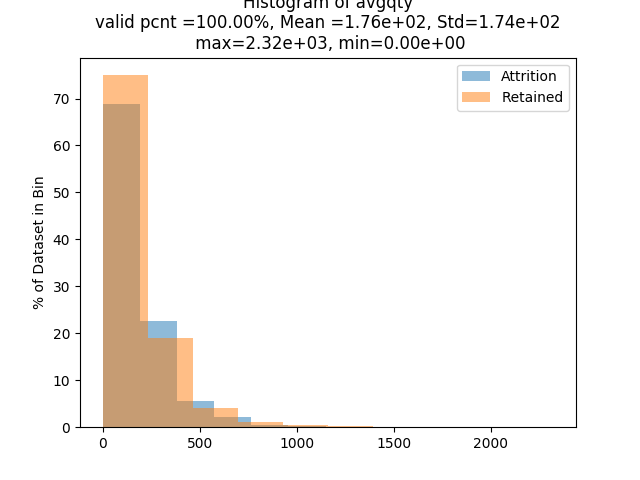 Histogram of avgqty
valid pcnt =100.00%, Mean =1.76e+02, Std=1.74e+02
max=2.32e+03, min=0.00e+00
Attrition
Retained
% of Dataset in Bin
70
60
50
40
30
20
10
0
0 500 1000 1500 2000